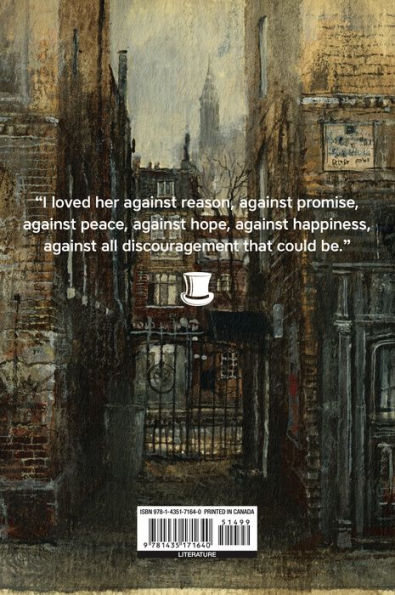 “I loved her against reason, against promise,
against peace, against hope, against happiness,
against all discouragement that could be.”
ISBN 978-1-4351-7164-0 PRINTED IN CANADA
51499
9 781435 171640
LITERATURE